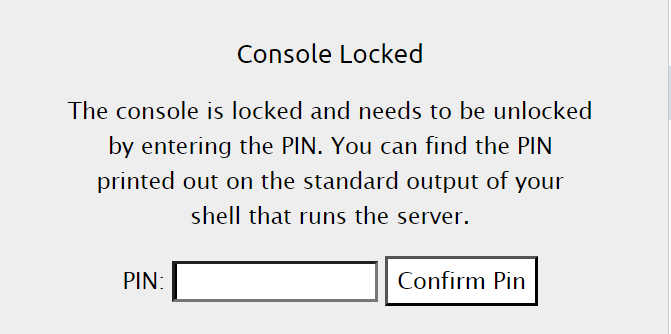 Console Locked
The console is locked and needs to be unlocked
by entering the PIN. You can find the PIN
printed out on the standard output of your
shell that runs the server.
PIN: Confirm Pin